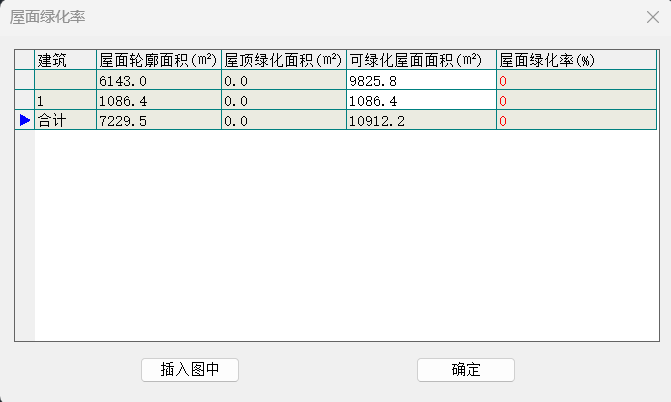 屋面绿化率
建筑 屋面轮廓面积(㎡) 屋顶绿化面积(㎡) 可绿化屋面面积(㎡) 屋面绿化率(%)
6143.0 0.0 9825.8 0
1 1086.4 0.0 1086.4 0
合计 7229.5 0.0 10912.2 0
插入图中 确定